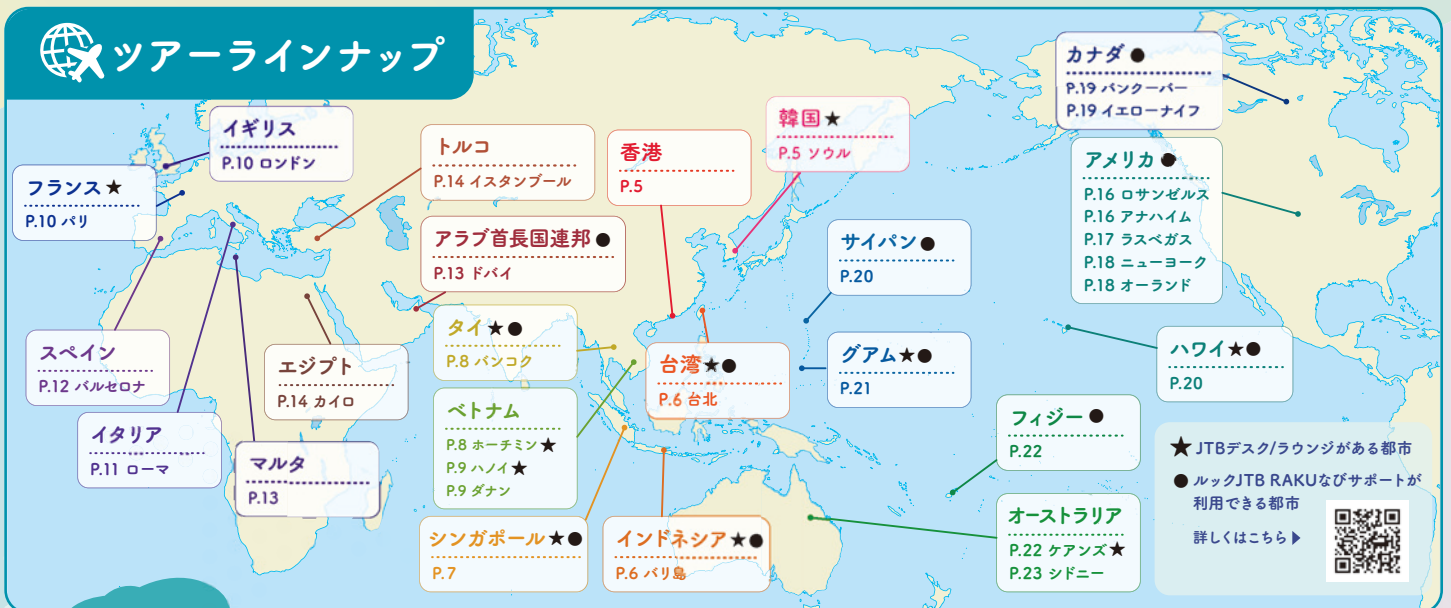 ツアーラインナップ
イギリス
P.10 ロンドン
フランス★
P.10 パリ
トルコ
P.14 イスタンブール
香港
P.5
韓国★
P.5 ソウル
カナダ●
P.19 バンクーバー
P.19 イエローナイフ
アメリカ●
P.16 ロサンゼルス
P.16 アナハイム
P.17 ラスベガス
P.18 ニューヨーク
P.18 オーランド
アラブ首長国連邦●
P.13 ドバイ
サイパン●
P.20
タイ★●
P.8 バンコク
台湾★●
P.6 台北
グアム★●
P.21
ハワイ★●
P.20
スペイン
P.12 バルセロナ
エジプト
P.14 カイロ
ベトナム
P.8 ホーチミン★
P.9 ハノイ★
P.9 ダナン
イタリア
P.11 ローマ
マルタ
P.13
フィジー●
P.22
シンガポール★●
P.7
インドネシア★●
P.6 バリ島
オーストラリア
P.22 ケアンズ★
P.23 シドニー
★JTBデスク/ラウンジがある都市
●ルックJTB RAKUなびサポートが
利用できる都市
詳しくはこちら▶